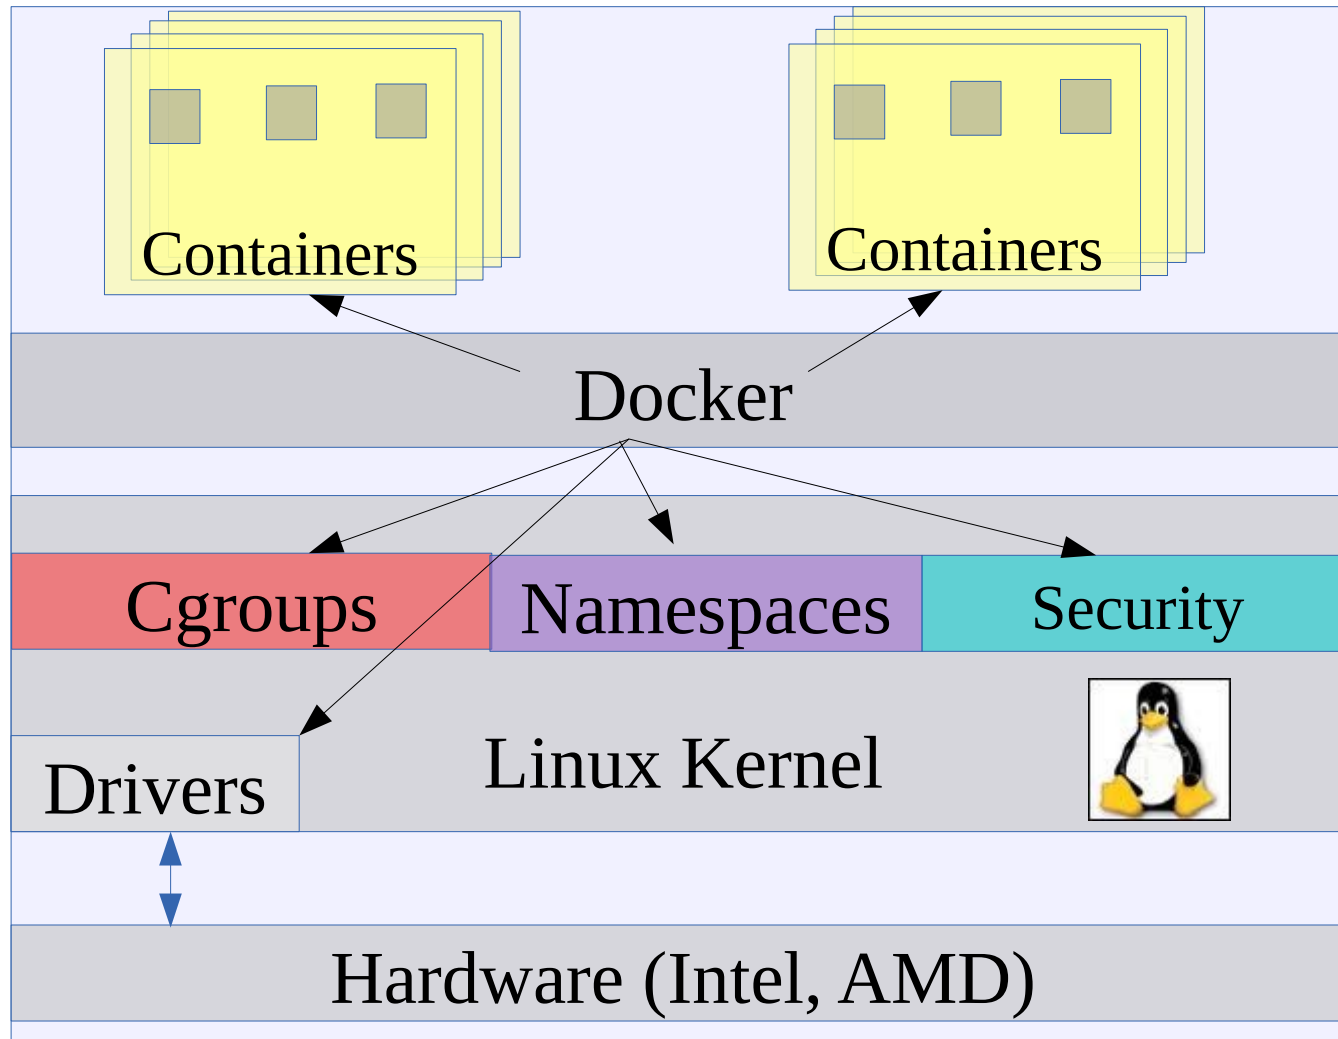 Containers
Containers
Docker
Cgroups
Namespaces
Security
Linux Kernel
Drivers
Hardware (Intel, AMD)